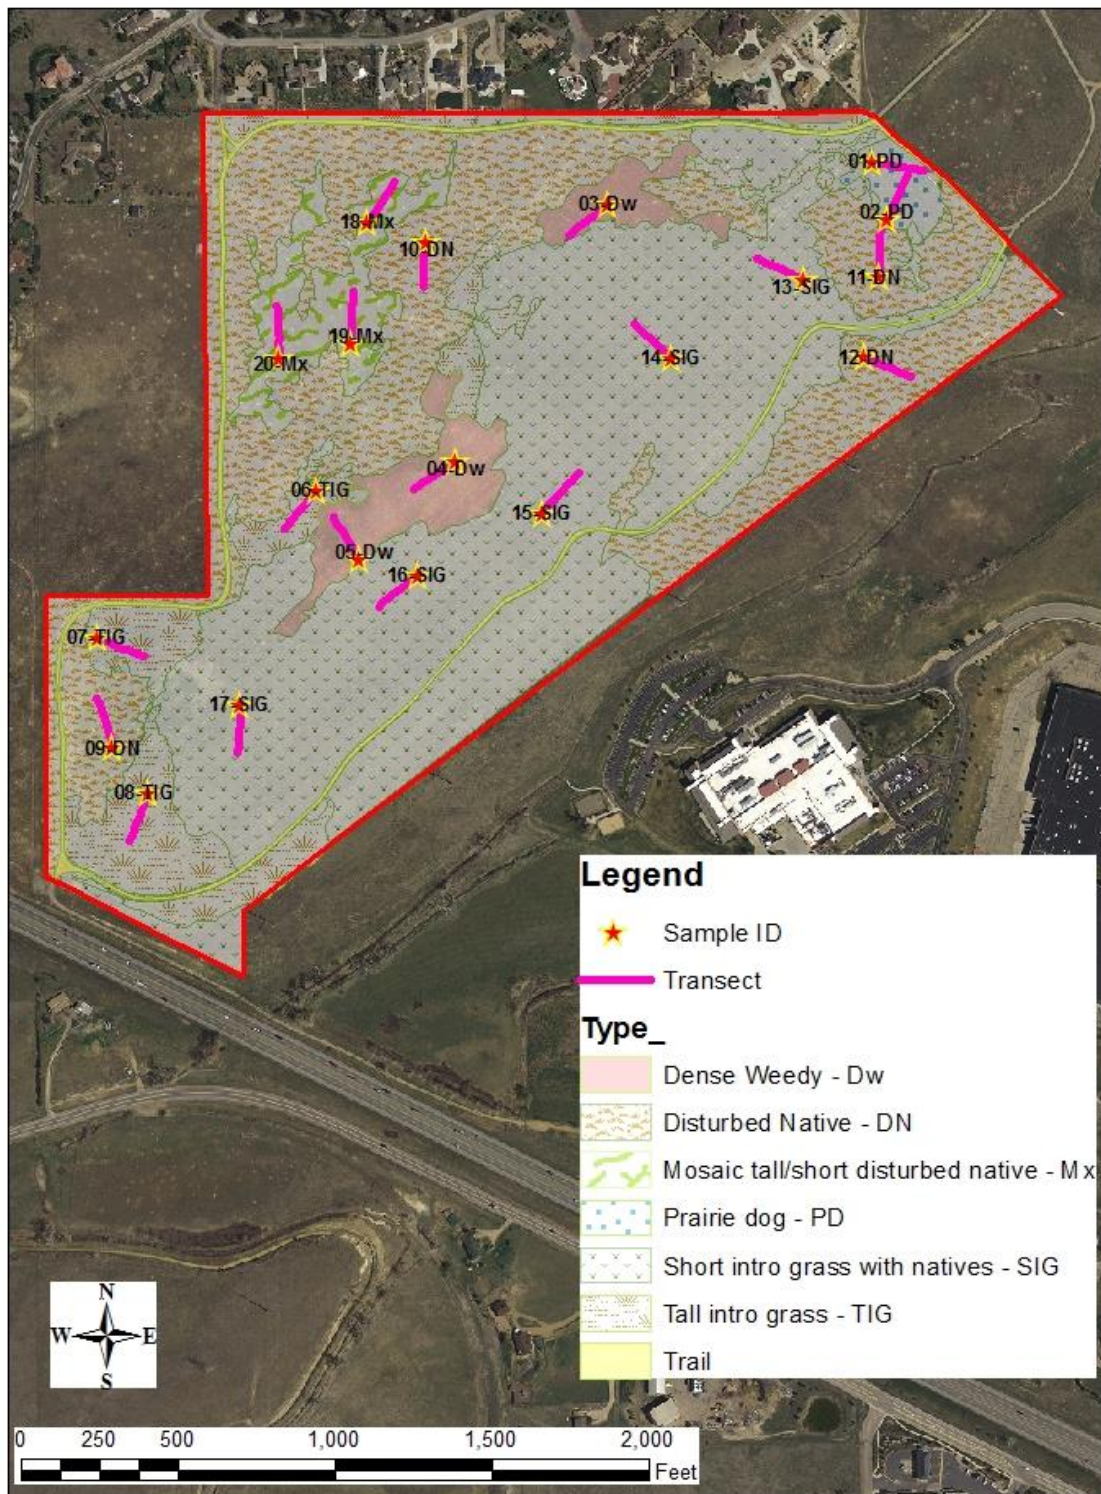 01-PD
03-Dw
02-PD
18-Mx
10-DN
11-DN
13-SIG
19-Mx
14-SIG
12-DN
20-Mx
04-Dw
06-TIG
15-SIG
05-Dw
16-SIG
07-TIG
17-SIG
09-DN
08-TIG
Legend
Sample ID
Transect
Type_
Dense Weedy - Dw
Disturbed Native - DN
Mosaic tall/short disturbed native - Mx
Prairie dog - PD
Short intro grass with natives - SIG
Tall intro grass - TIG
Trail
N
W E
S
0 250 500 1,000 1,500 2,000
Feet